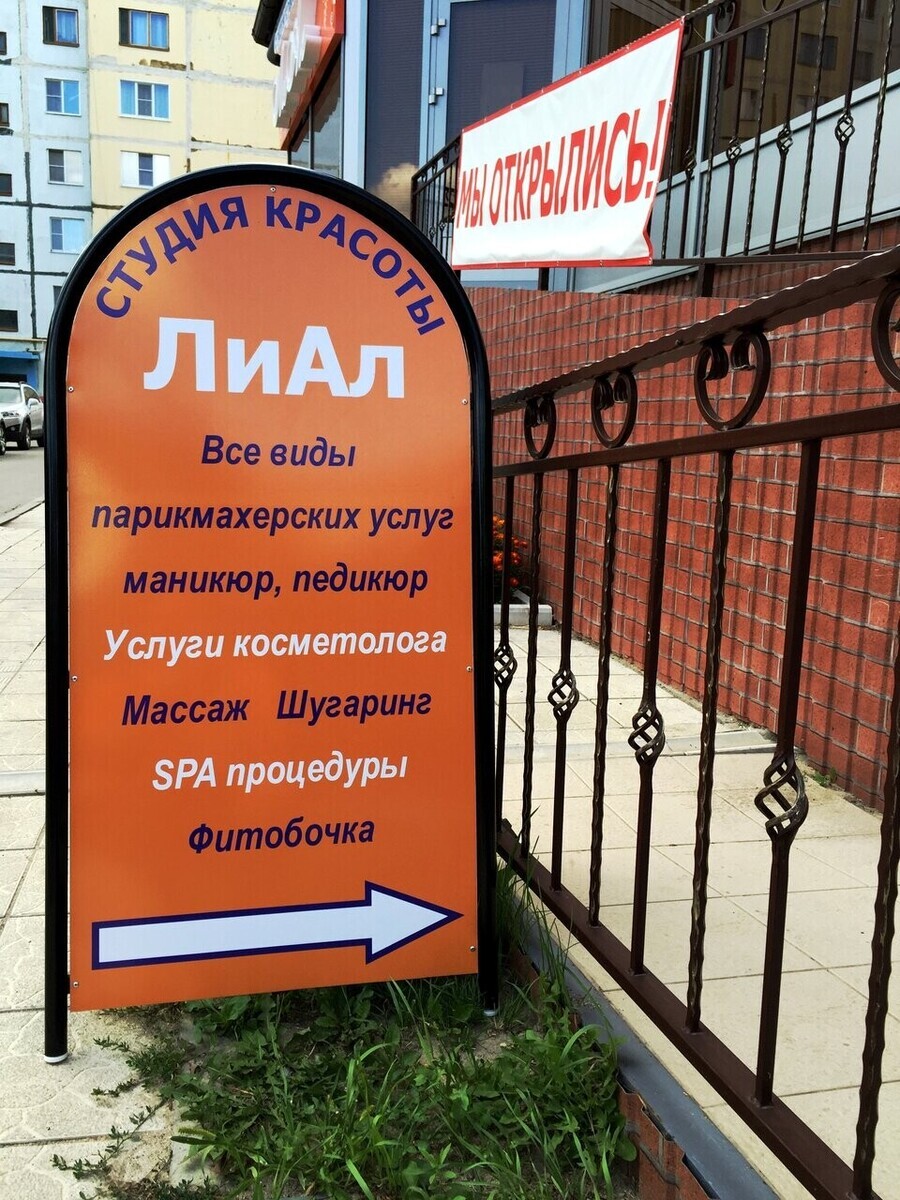 МЫ ОТКРЫЛИСЬ!
СТУДИЯ КРАСОТЫ
ЛиАл
Все виды
парикмахерских услуг
маникюр, педикюр
Услуги косметолога
Массаж Шугаринг
SPA процедуры
Фитобочка